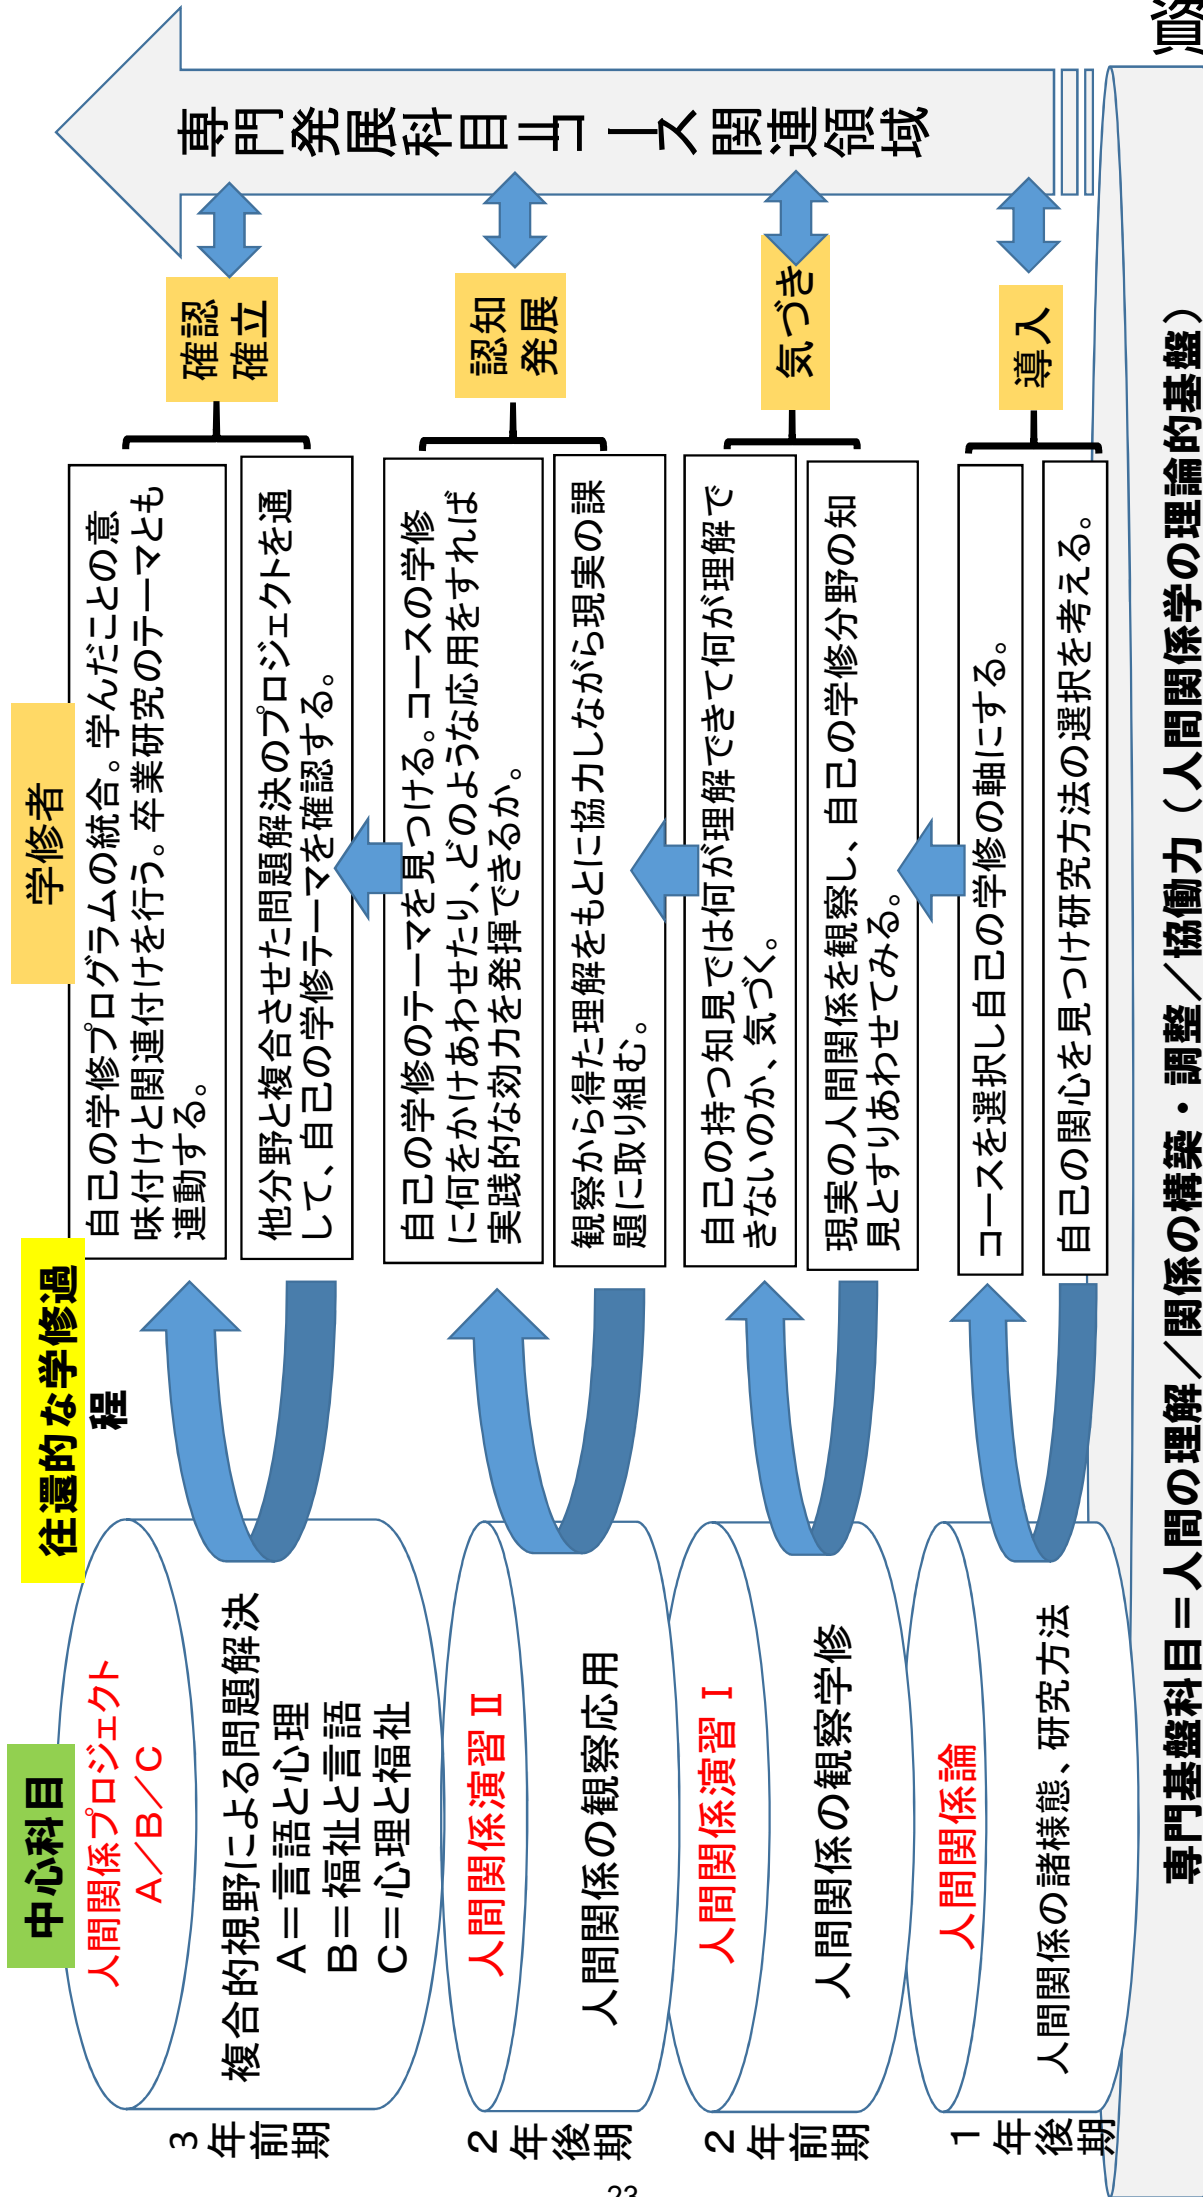 中心科目
往還的な学修過
程
学修者
3年前期
人間関係プロジェクト
A／B／C
複合的視野による問題解決
A＝言語と心理
B＝福祉と言語
C＝心理と福祉
自己の学修プログラムの統合。学んだことの意
味付けと関連付けを行う。卒業研究のテーマとも
連動する。
他分野と複合させた問題解決のプロジェクトを通
して、自己の学修テーマを確認する。
確認
確立
2年後期
人間関係演習Ⅱ
人間関係の観察応用
自己の学修のテーマを見つける。コースの学修
に何をかけあわせたり、どのような応用をすれば
実践的な効力を発揮できるか。
観察から得た理解をもとに協力しながら現実の課
題に取り組む。
認知
発展
2年前期
人間関係演習Ⅰ
人間関係の観察学修
自己の持つ知見では何が理解できて何が理解で
きないのか、気づく。
現実の人間関係を観察し、自己の学修分野の知
見とすりあわせてみる。
気づき
1年後期
人間関係論
人間関係の諸様態、研究方法
コースを選択し自己の学修の軸にする。
自己の関心を見つけ研究方法の選択を考える。
導入
専門発展科目＝コース関連領域
専門基盤科目＝人間の理解／関係の構築・調整／協働力（人間関係学の理論的基盤）
資
23